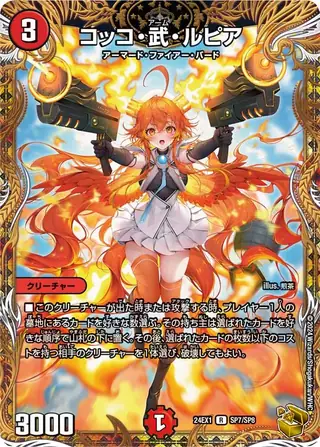 3
アーム
コッコ・武・ルピア
アーマード・ファイアー・バード
クリーチャー
illus. 煎茶
■このクリーチャーが出た時または攻撃する時、プレイヤー1人の
墓地にあるカードを好きな数選ぶ。その持ち主は選ばれたカードを好
きな順序で山札の下に置く。その後、選ばれたカードの枚数以下のコス
トを持つ相手のクリーチャーを1体選び、破壊してもよい。
3000
1
24EX1 R SP7/SP8
©2024 Wizards/Shogakukan/WHC